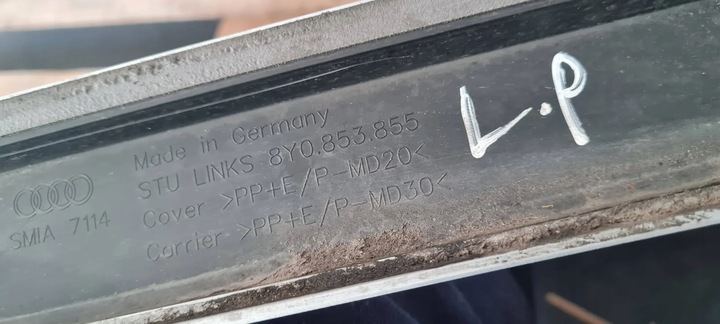 Made in Germany
STU LINKS 8Y0.853.855
Cover >PP+E/P-MD20<
Carrier >PP+E/P-MD30<
SMIA 7114
L.P